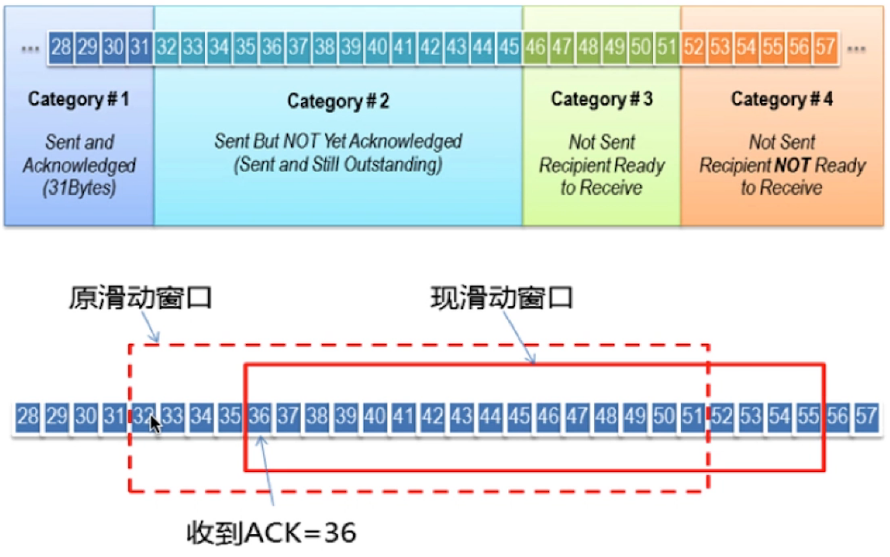 ... 28 29 30 31 32 33 34 35 36 37 38 39 40 41 42 43 44 45 46 47 48 49 50 51 52 53 54 55 56 57 ...
Category # 1
Sent and
Acknowledged
(31Bytes)
Category # 2
Sent But NOT Yet Acknowledged
(Sent and Still Outstanding)
Category # 3
Not Sent
Recipient Ready
to Receive
Category # 4
Not Sent
Recipient NOT Ready
to Receive
原滑动窗口
现滑动窗口
28 29 30 31 32 33 34 35 36 37 38 39 40 41 42 43 44 45 46 47 48 49 50 51 52 53 54 55 56 57
收到ACK=36